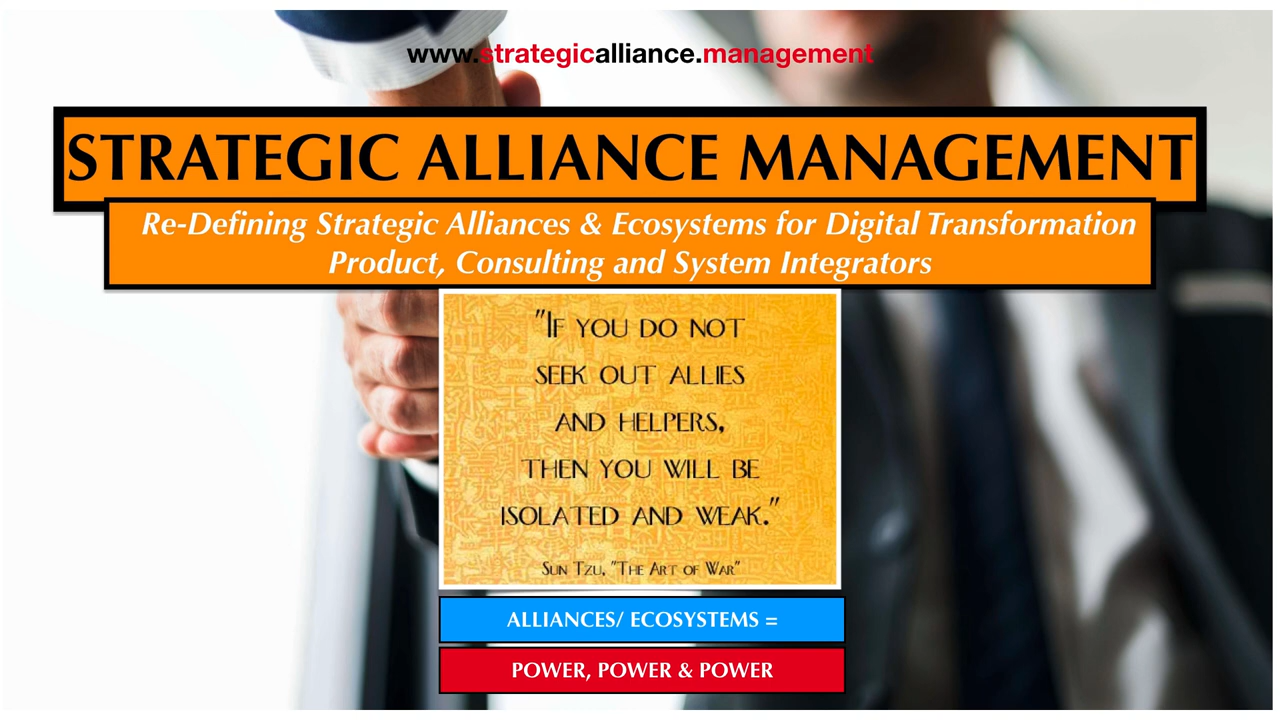 www.strategicalliance.management
STRATEGIC ALLIANCE MANAGEMENT
Re-Defining Strategic Alliances & Ecosystems for Digital Transformation
Product, Consulting and System Integrators
"IF YOU DO NOT
SEEK OUT ALLIES
AND HELPERS,
THEN YOU WILL BE
ISOLATED AND WEAK."
SUN TZU, "THE ART OF WAR"
ALLIANCES/ ECOSYSTEMS =
POWER, POWER & POWER